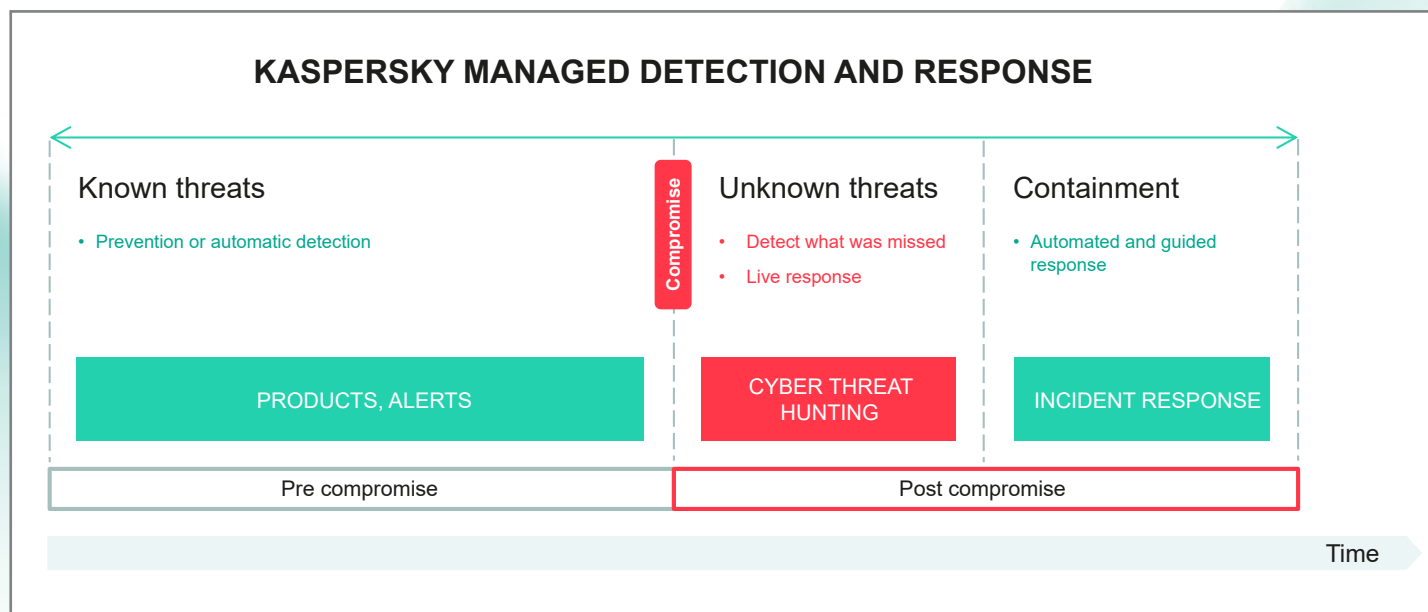 KASPERSKY MANAGED DETECTION AND RESPONSE
Known threats
• Prevention or automatic detection
PRODUCTS, ALERTS
Compromise
Unknown threats
• Detect what was missed
• Live response
CYBER THREAT
HUNTING
Containment
• Automated and guided
response
INCIDENT RESPONSE
Pre compromise
Post compromise
Time